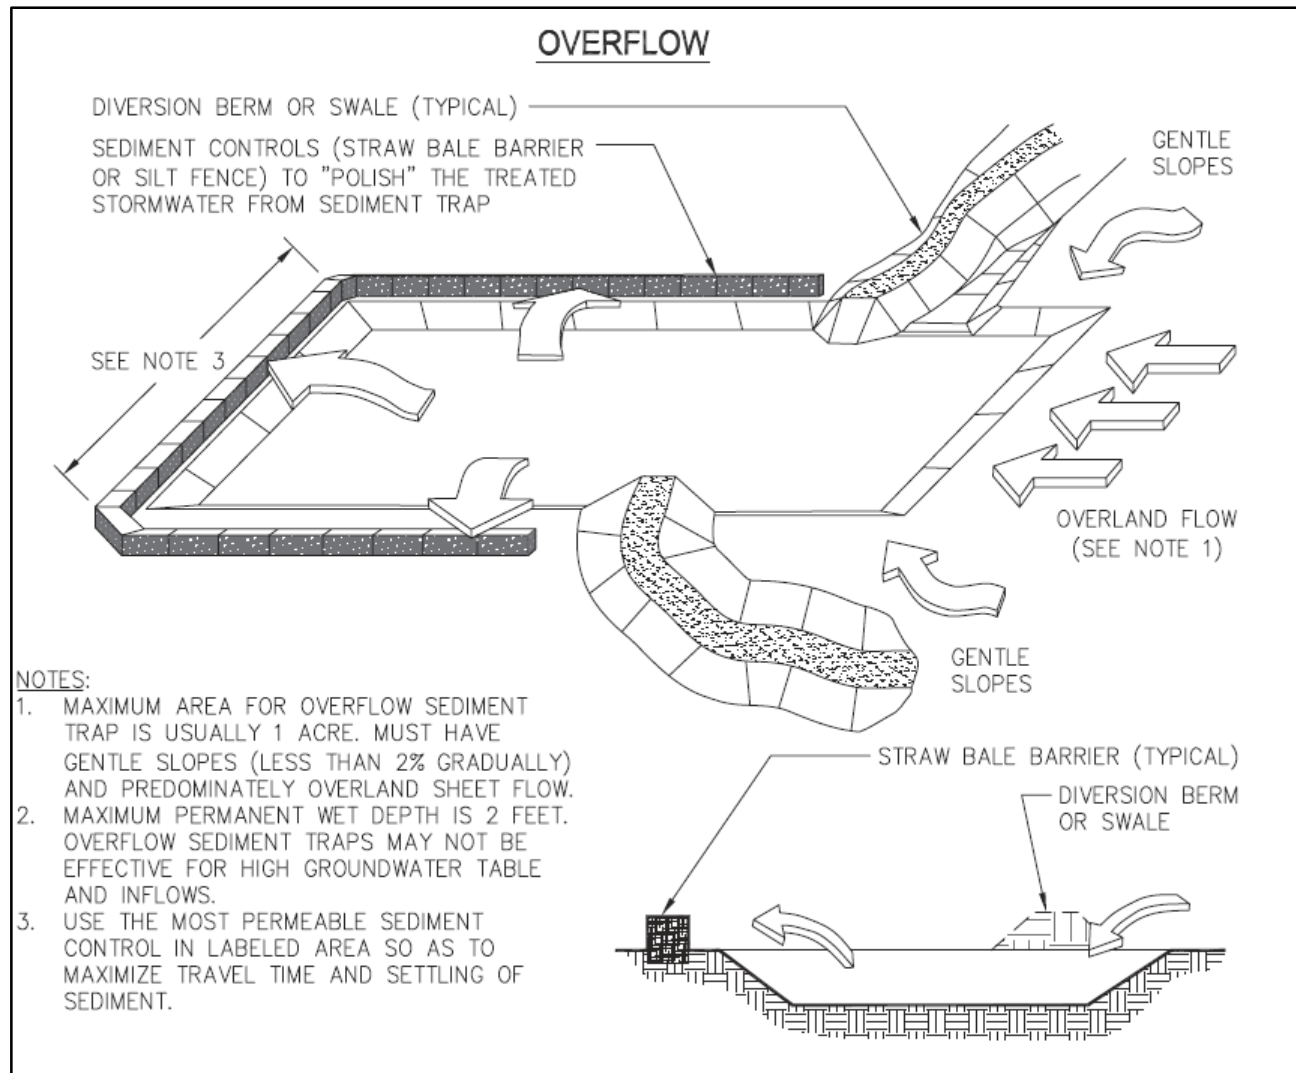 OVERFLOW
DIVERSION BERM OR SWALE (TYPICAL)
SEDIMENT CONTROLS (STRAW BALE BARRIER
OR SILT FENCE) TO "POLISH" THE TREATED
STORMWATER FROM SEDIMENT TRAP
GENTLE
SLOPES
SEE NOTE 3
OVERLAND FLOW
(SEE NOTE 1)
GENTLE
SLOPES
NOTES:
1. MAXIMUM AREA FOR OVERFLOW SEDIMENT
TRAP IS USUALLY 1 ACRE. MUST HAVE
GENTLE SLOPES (LESS THAN 2% GRADUALLY)
AND PREDOMINATELY OVERLAND SHEET FLOW.
2. MAXIMUM PERMANENT WET DEPTH IS 2 FEET.
OVERFLOW SEDIMENT TRAPS MAY NOT BE
EFFECTIVE FOR HIGH GROUNDWATER TABLE
AND INFLOWS.
3. USE THE MOST PERMEABLE SEDIMENT
CONTROL IN LABELED AREA SO AS TO
MAXIMIZE TRAVEL TIME AND SETTLING OF
SEDIMENT.
STRAW BALE BARRIER (TYPICAL)
DIVERSION BERM
OR SWALE